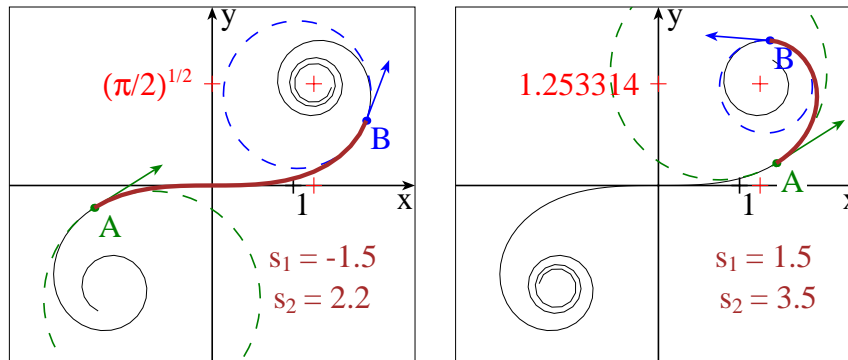 y
(π/2)^{1/2}
B
1
x
A
s₁ = -1.5
s₂ = 2.2
y
B
1.253314
A
1
x
s₁ = 1.5
s₂ = 3.5